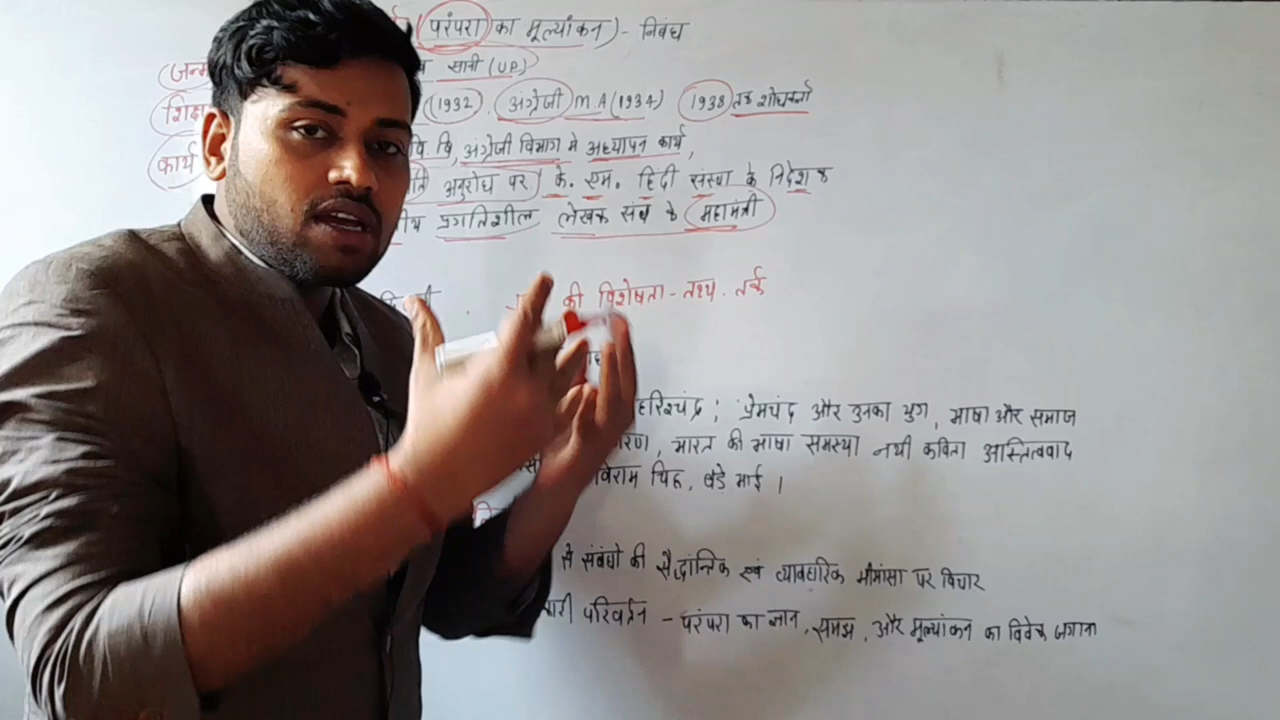 (परंपरा का मूल्यांकन) - निबंध
(जन्म
(U.P.)
(1932), अंग्रेजी M.A (1934) 1938 तक शोधकार्य
वि, अंग्रेजी विभाग मे अध्यापन कार्य,
कार्य
अनुरोध पर के. एम. हिंदी संस्था के निदेशक
प्रगतिशील लेखक संघ के महामंत्री
की विशेषता - तथ्य. तर्क
हरिश्चंद्र; प्रेमचंद और उनका युग, भाषा और समाज
भारत की भाषा समस्या नयी कविता अस्तित्ववाद
विराम चिह्न, बड़े भाई ।
से संबंधो की सैद्धांतिक एवं व्यावहारिक मीमांसा पर विचार
परिवर्तन - परंपरा का ज्ञान, समझ, और मूल्यांकन का विवेक जगाना